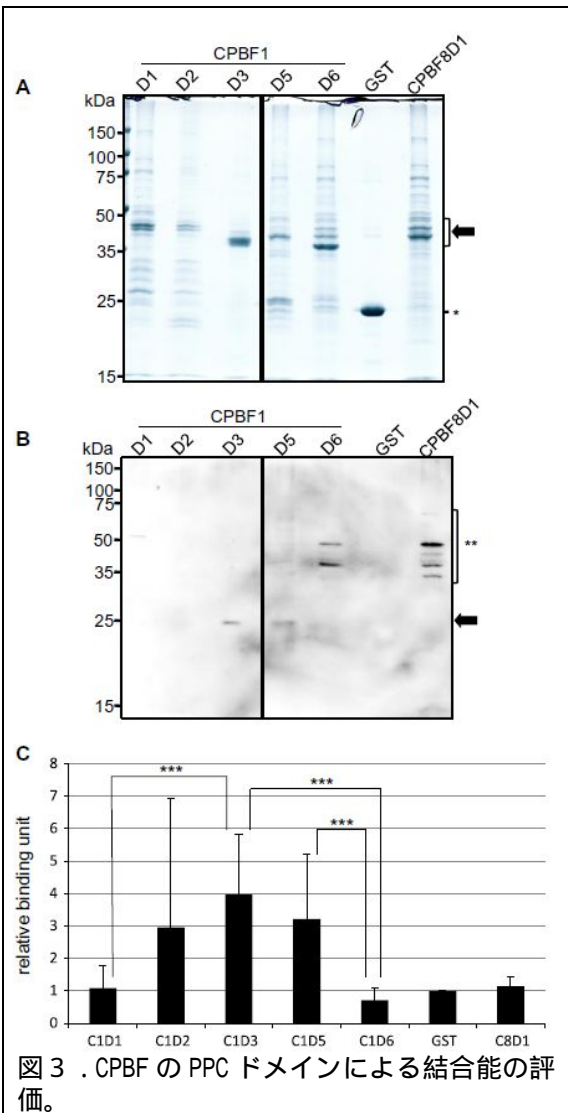 A
CPBF1
D1 D2 D3 D5 D6 GST CPBF8D1
kDa
150
100
75
50
35
25
*
15
B
CPBF1
D1 D2 D3 D5 D6 GST CPBF8D1
kDa
150
100
75
50
**
35
25
15
C
8
7
6
5
4
3
2
1
0
relative binding unit
***
***
***
C1D1 C1D2 C1D3 C1D5 C1D6 GST C8D1
図3．CPBF の PPC ドメインによる結合能の評
価。